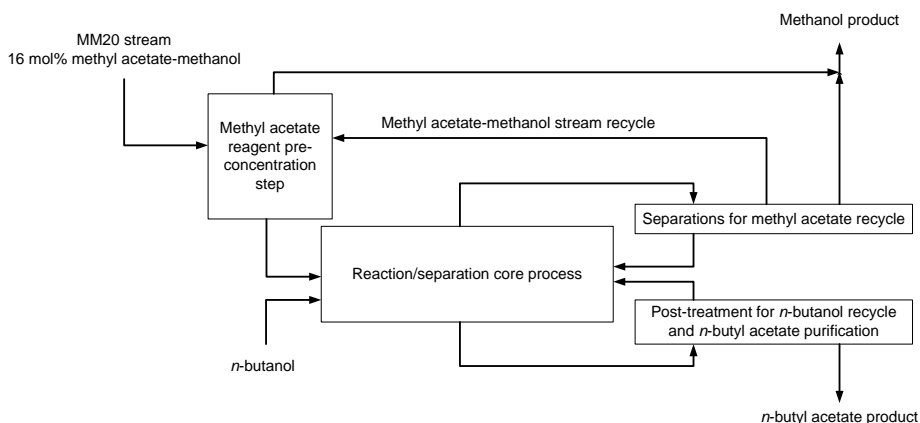 Methanol product
MM20 stream
16 mol% methyl acetate-methanol
Methyl acetate
reagent pre-
concentration
step
Methyl acetate-methanol stream recycle
Separations for methyl acetate recycle
Reaction/separation core process
Post-treatment for n-butanol recycle
and n-butyl acetate purification
n-butanol
n-butyl acetate product